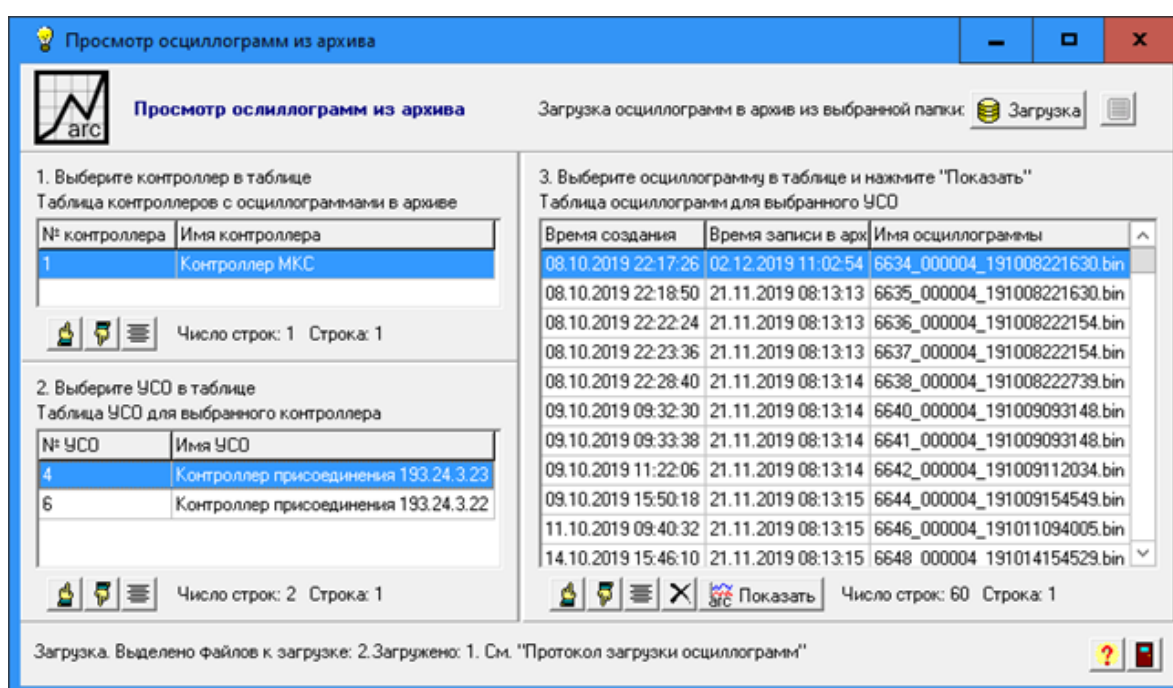 Просмотр осциллограмм из архива
arc
Просмотр ослиллограмм из архива
Загрузка осциллограмм в архив из выбранной папки:
Загрузка
1. Выберите контроллер в таблице
Таблица контроллеров с осциллограммами в архиве
№ контроллера Имя контроллера
1 Контроллер МКС
Число строк: 1 Строка: 1
2. Выберите УСО в таблице
Таблица УСО для выбранного контроллера
№ УСО Имя УСО
4 Контроллер присоединения 193.24.3.23
6 Контроллер присоединения 193.24.3.22
Число строк: 2 Строка: 1
3. Выберите осциллограмму в таблице и нажмите "Показать"
Таблица осциллограмм для выбранного УСО
Время создания Время записи в арх Имя осциллограммы
08.10.2019 22:17:26 02.12.2019 11:02:54 6634_000004_191008221630.bin
08.10.2019 22:18:50 21.11.2019 08:13:13 6635_000004_191008221630.bin
08.10.2019 22:22:24 21.11.2019 08:13:13 6636_000004_191008222154.bin
08.10.2019 22:23:36 21.11.2019 08:13:13 6637_000004_191008222154.bin
08.10.2019 22:28:40 21.11.2019 08:13:14 6638_000004_191008222739.bin
09.10.2019 09:32:30 21.11.2019 08:13:14 6640_000004_191009093148.bin
09.10.2019 09:33:38 21.11.2019 08:13:14 6641_000004_191009093148.bin
09.10.2019 11:22:06 21.11.2019 08:13:14 6642_000004_191009112034.bin
09.10.2019 15:50:18 21.11.2019 08:13:15 6644_000004_191009154549.bin
11.10.2019 09:40:32 21.11.2019 08:13:15 6646_000004_191011094005.bin
14.10.2019 15:46:10 21.11.2019 08:13:15 6648_000004_191014154529.bin
arc Показать Число строк: 60 Строка: 1
Загрузка. Выделено файлов к загрузке: 2.Загружено: 1. См. "Протокол загрузки осциллограмм"
?